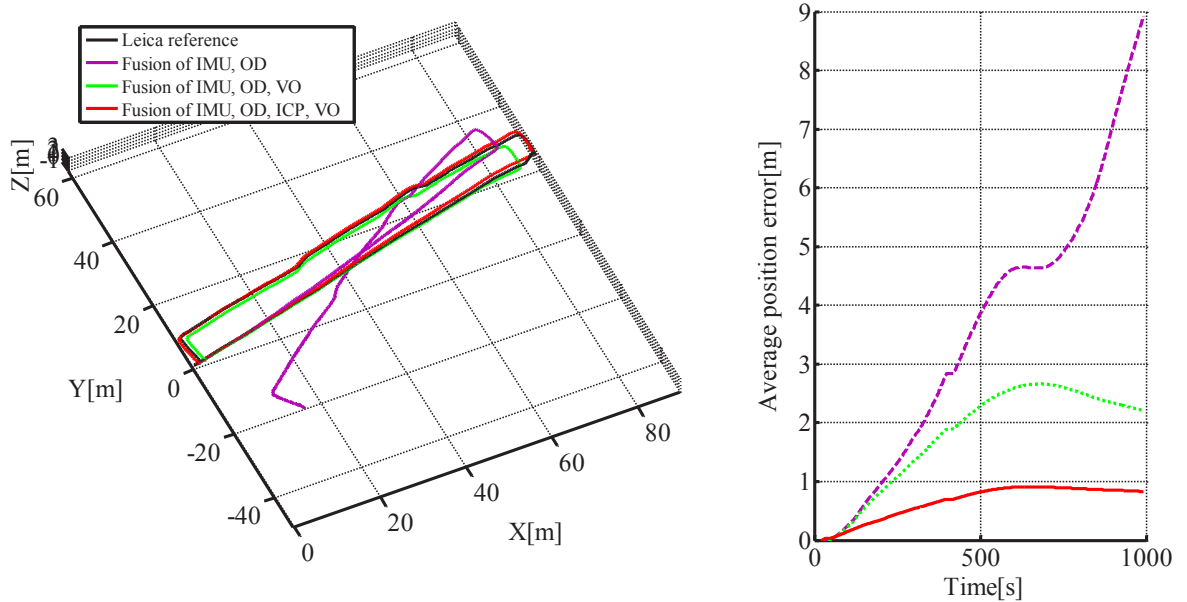 Leica reference
Fusion of IMU, OD
Fusion of IMU, OD, VO
Fusion of IMU, OD, ICP, VO
Z[m]
60
40
20
0
-20
-40
Y[m]
0
20
40
60
80
X[m]
9
8
7
6
5
4
3
2
1
0
Average position error[m]
0
500
1000
Time[s]